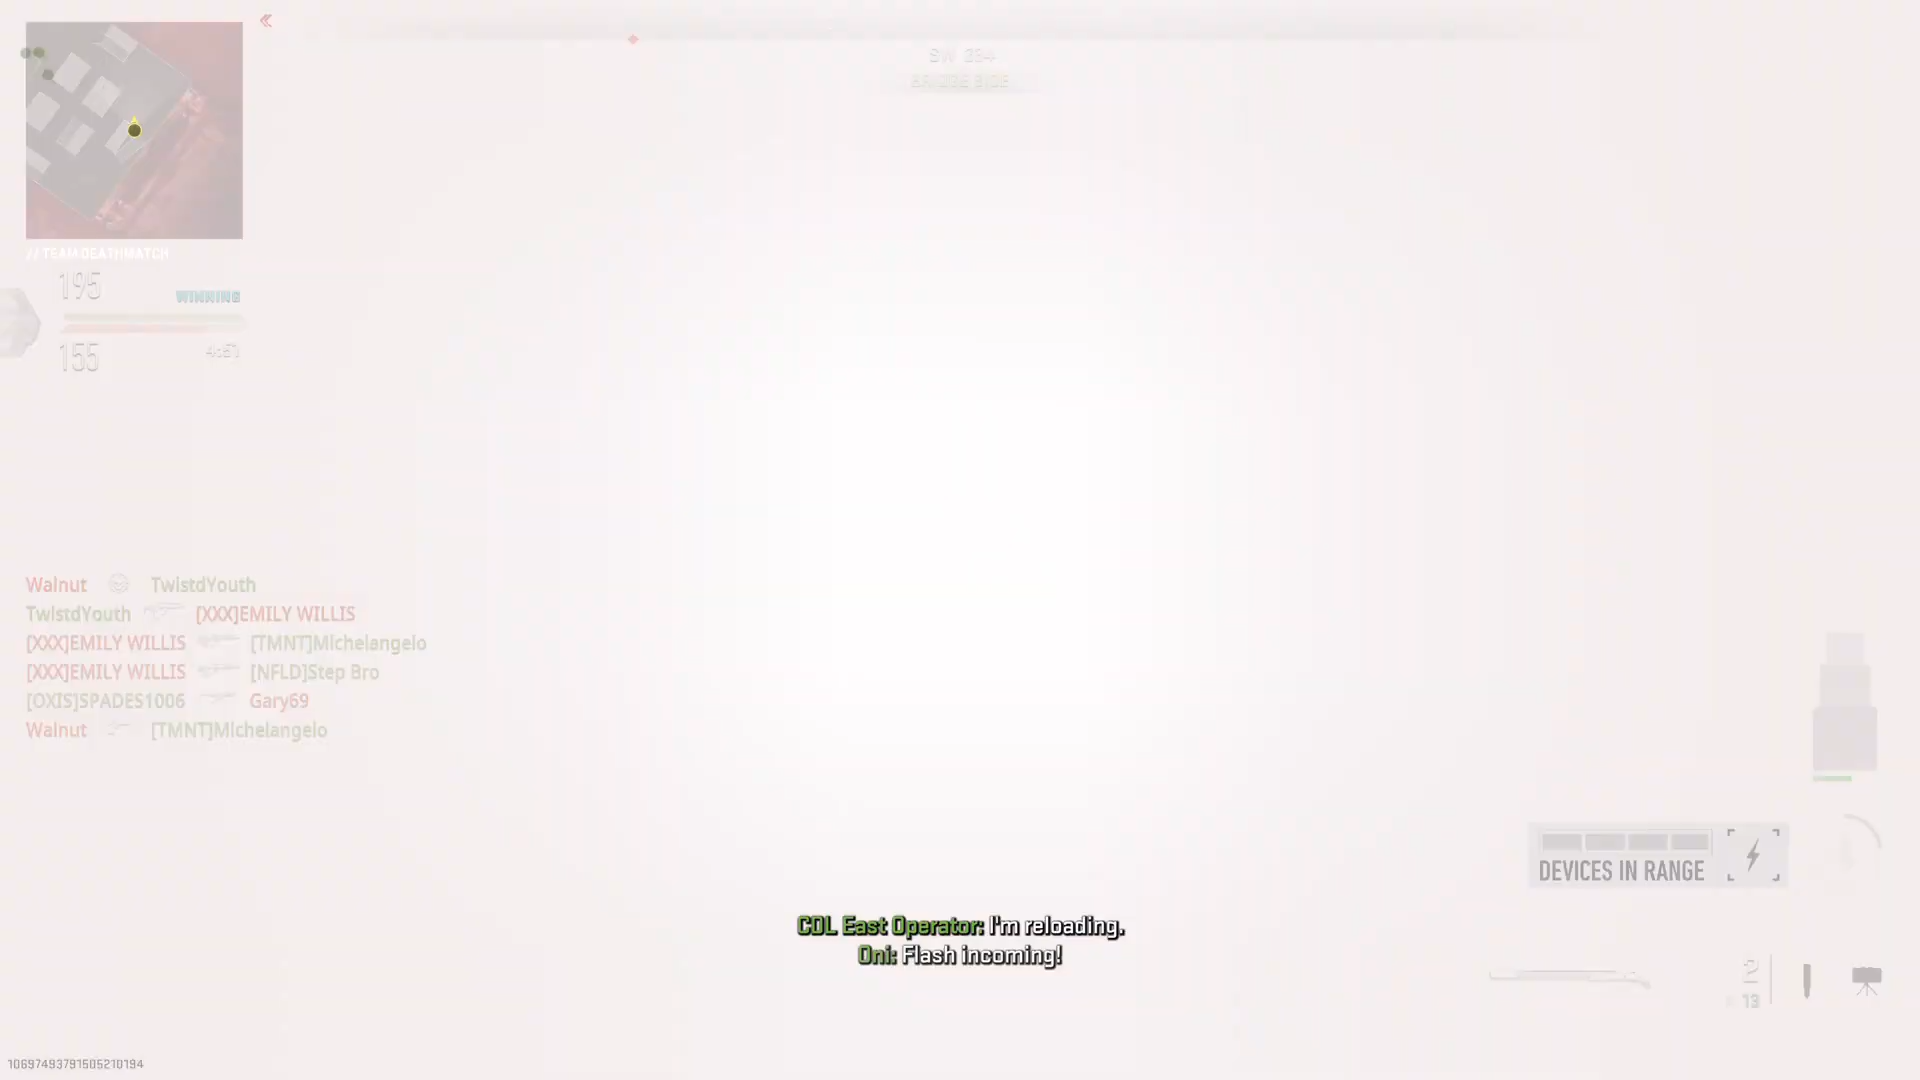 // TEAM DEATHMATCH
195
WINNING
155
Walnut TwistdYouth
TwistdYouth [XXX]EMILY WILLIS
[XXX]EMILY WILLIS [TMNT]Michelangelo
[XXX]EMILY WILLIS [NFLD]Step Bro
[OXIS]SPADES1006 Gary69
Walnut [TMNT]Michelangelo
DEVICES IN RANGE
CDL East Operator: I'm reloading.
Oni: Flash incoming!
2
13
10697493791505210194